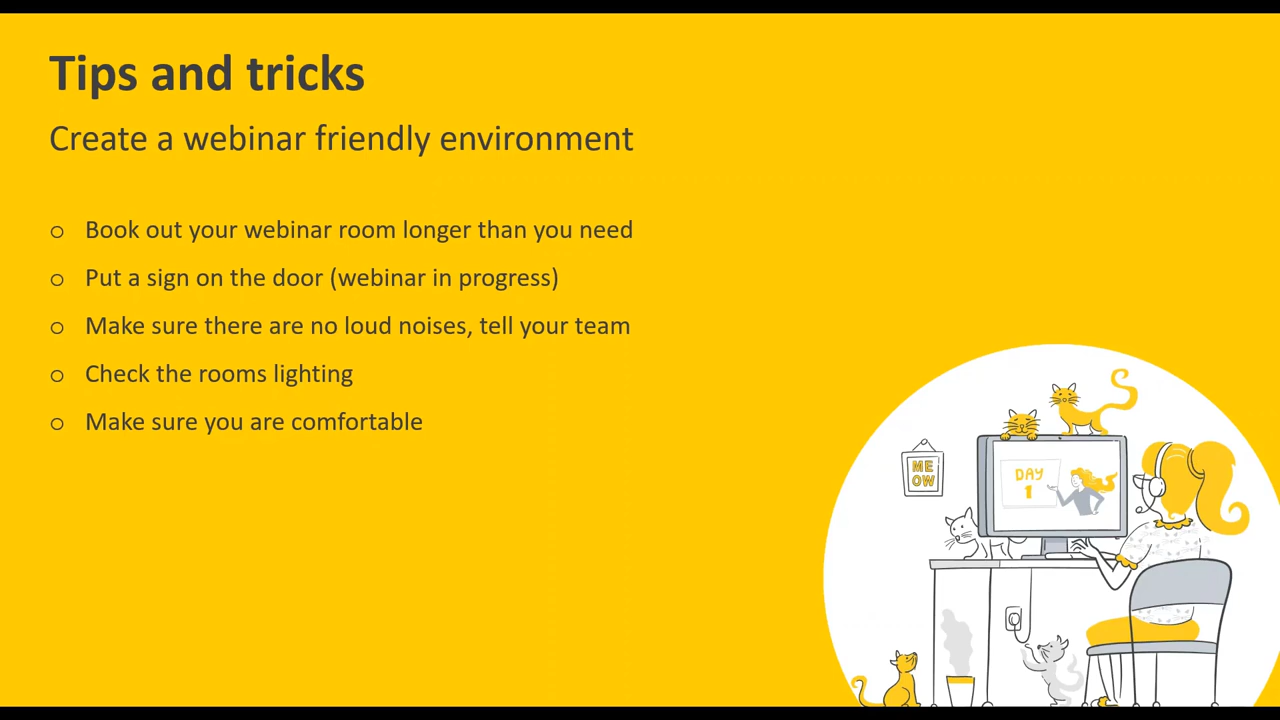 Tips and tricks
Create a webinar friendly environment
o Book out your webinar room longer than you need
o Put a sign on the door (webinar in progress)
o Make sure there are no loud noises, tell your team
o Check the rooms lighting
o Make sure you are comfortable
ME
OW
DAY
1